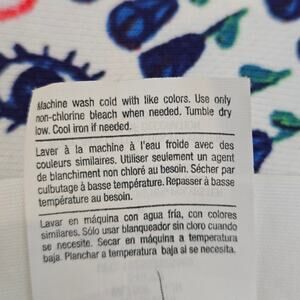 Machine wash cold with like colors. Use only
non-chlorine bleach when needed. Tumble dry
low. Cool iron if needed.
Laver à la machine à l'eau froide avec des
couleurs similaires. Utiliser seulement un agent
de blanchiment non chloré au besoin. Sécher par
culbutage à basse température. Repasser à basse
température au besoin.
Lavar en máquina con agua fría, con colores
similares. Sólo usar blanqueador sin cloro cuando
se necesite. Secar en máquina a temperatura
baja. Planchar a temperatura baja si se necesita.